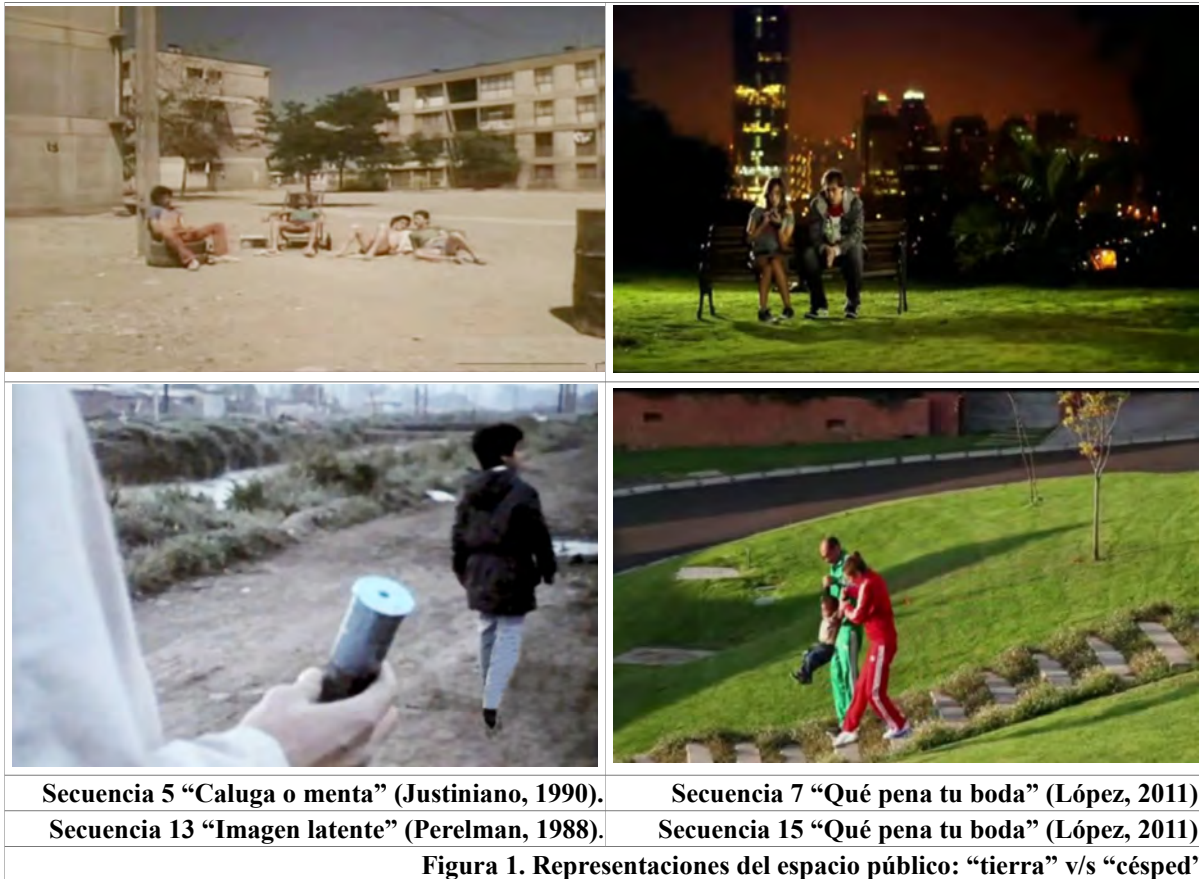 Secuencia 5 “Caluga o menta” (Justiniano, 1990).
Secuencia 7 “Qué pena tu boda” (López, 2011)
Secuencia 13 “Imagen latente” (Perelman, 1988).
Secuencia 15 “Qué pena tu boda” (López, 2011)
Figura 1. Representaciones del espacio público: “tierra” v/s “césped”